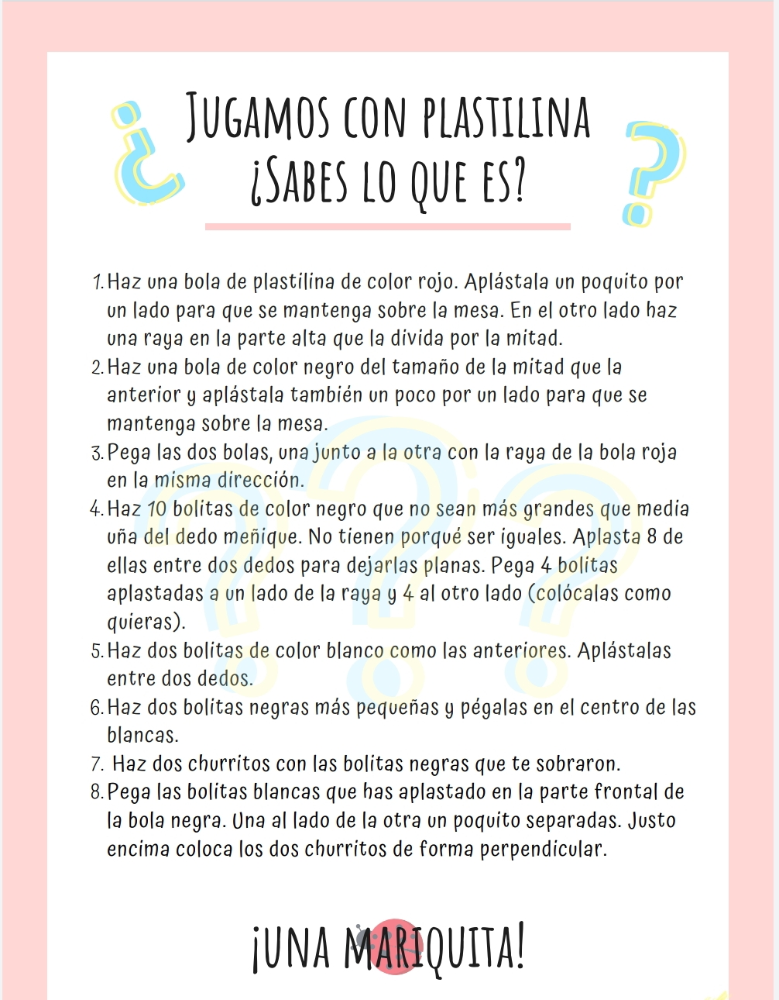 Jugamos con plastilina
¿Sabes lo que es?
1. Haz una bola de plastilina de color rojo. Aplástala un poquito por
un lado para que se mantenga sobre la mesa. En el otro lado haz
una raya en la parte alta que la divida por la mitad.
2. Haz una bola de color negro del tamaño de la mitad que la
anterior y aplástala también un poco por un lado para que se
mantenga sobre la mesa.
3. Pega las dos bolas, una junto a la otra con la raya de la bola roja
en la misma dirección.
4. Haz 10 bolitas de color negro que no sean más grandes que media
uña del dedo meñique. No tienen porqué ser iguales. Aplasta 8 de
ellas entre dos dedos para dejarlas planas. Pega 4 bolitas
aplastadas a un lado de la raya y 4 al otro lado (colócalas como
quieras).
5. Haz dos bolitas de color blanco como las anteriores. Aplástalas
entre dos dedos.
6. Haz dos bolitas negras más pequeñas y pégalas en el centro de las
blancas.
7. Haz dos churritos con las bolitas negras que te sobraron.
8. Pega las bolitas blancas que has aplastado en la parte frontal de
la bola negra. Una al lado de la otra un poquito separadas. Justo
encima coloca los dos churritos de forma perpendicular.
¡una mariquita!